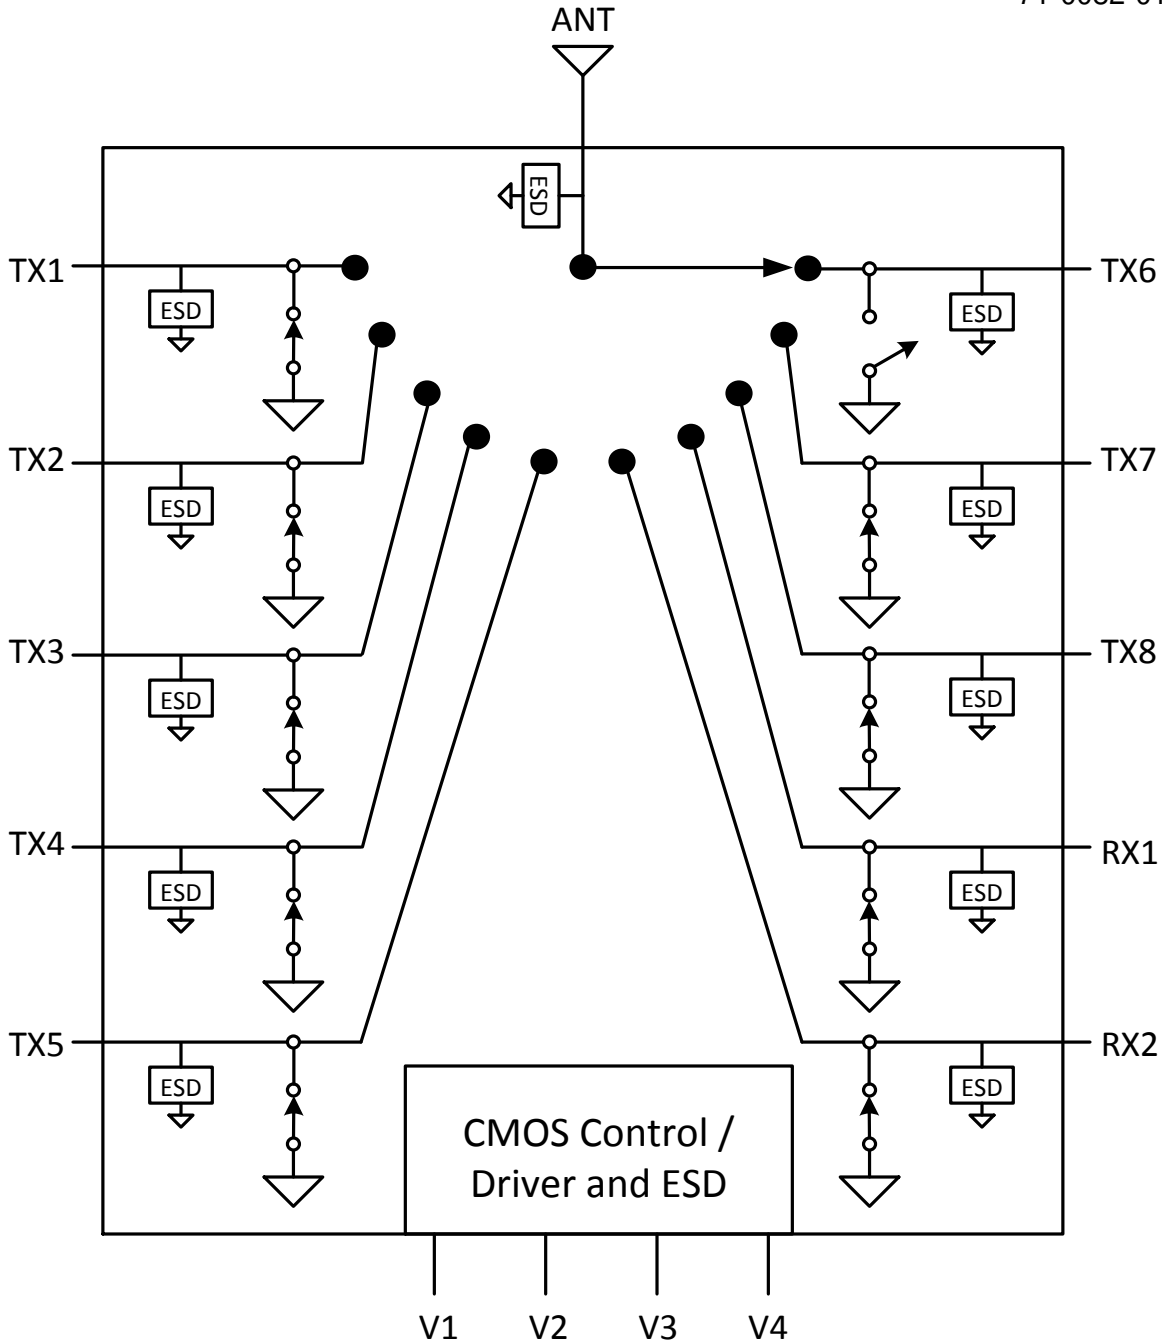 ANT
ESD
TX1
TX6
ESD
ESD
TX2
TX7
ESD
ESD
TX3
TX8
ESD
ESD
TX4
RX1
ESD
ESD
TX5
RX2
ESD
ESD
CMOS Control /
Driver and ESD
V1
V2
V3
V4